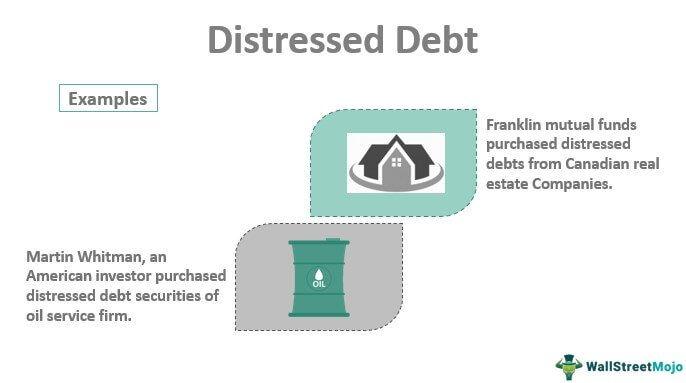 Distressed Debt
Examples
Franklin mutual funds
purchased distressed
debts from Canadian real
estate Companies.
Martin Whitman, an
American investor purchased
distressed debt securities of
oil service firm.
OIL
WallStreetMojo